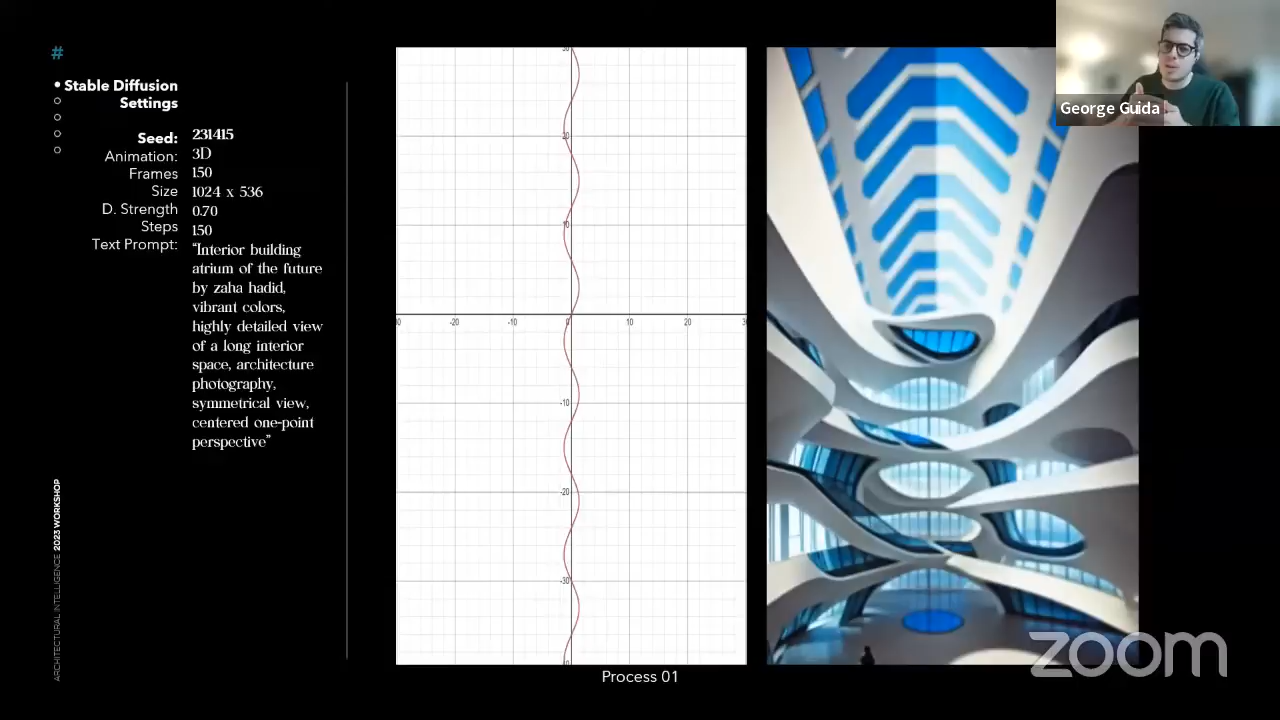 #
Stable Diffusion
Settings
Seed: 231415
Animation: 3D
Frames 150
Size 1024 x 536
D. Strength 0.70
Steps 150
Text Prompt: “Interior building
atrium of the future
by zaha hadid,
vibrant colors,
highly detailed view
of a long interior
space, architecture
photography,
symmetrical view,
centered one-point
perspective”
ARCHITECTURAL INTELLIGENCE 2023 WORKSHOP
30
20
10
-20
-10
0
10
20
-10
-20
-30
Process 01
George Guida
zoom